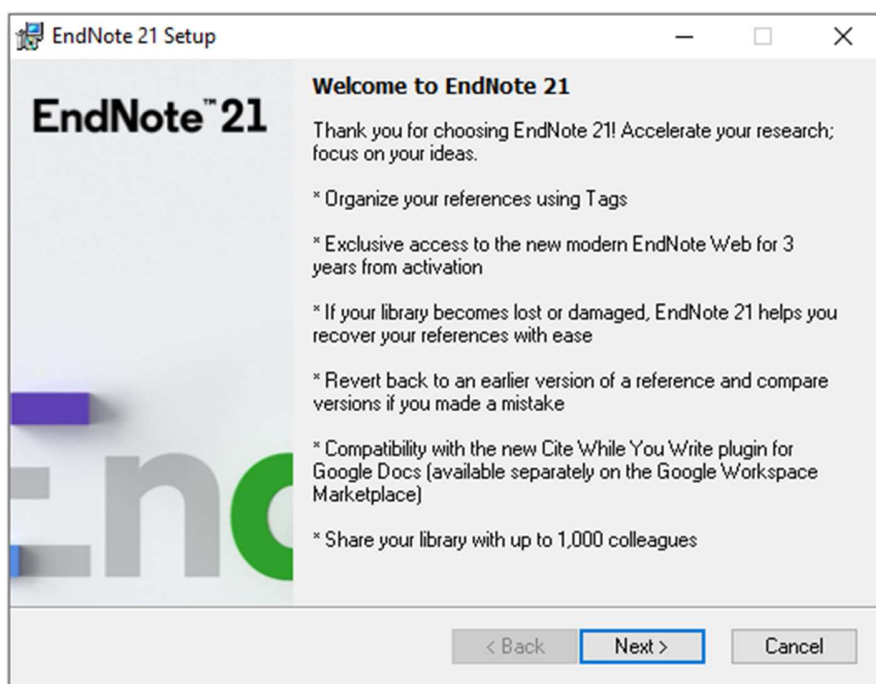 EndNote 21 Setup
EndNote™21
Welcome to EndNote 21
Thank you for choosing EndNote 21! Accelerate your research;
focus on your ideas.
* Organize your references using Tags
* Exclusive access to the new modern EndNote Web for 3
years from activation
* If your library becomes lost or damaged, EndNote 21 helps you
recover your references with ease
* Revert back to an earlier version of a reference and compare
versions if you made a mistake
* Compatibility with the new Cite While You Write plugin for
Google Docs (available separately on the Google Workspace
Marketplace)
* Share your library with up to 1,000 colleagues
End
< Back
Next >
Cancel